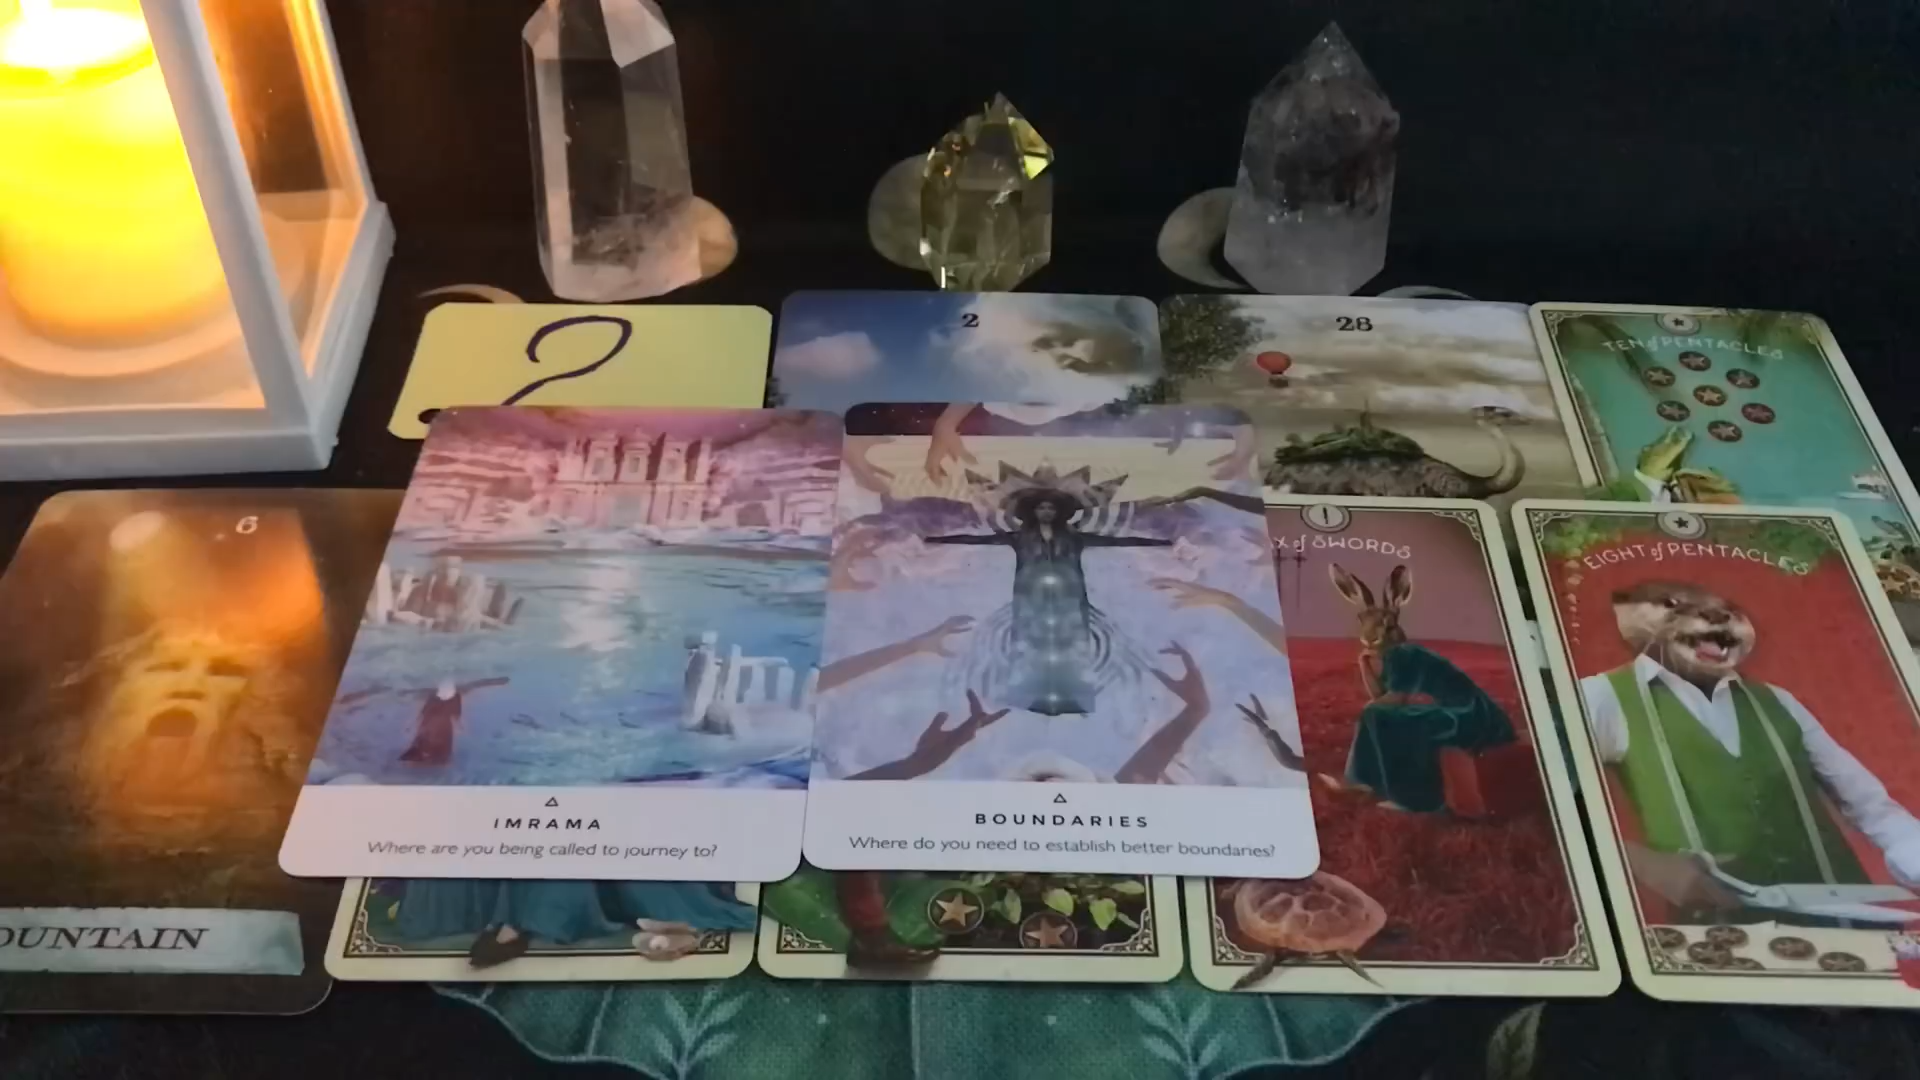 2
2
28
TEN of PENTACLES
6
X of SWORDS
EIGHT of PENTACLES
IMRAMA
Where are you being called to journey to?
BOUNDARIES
Where do you need to establish better boundaries?
OUNTAIN